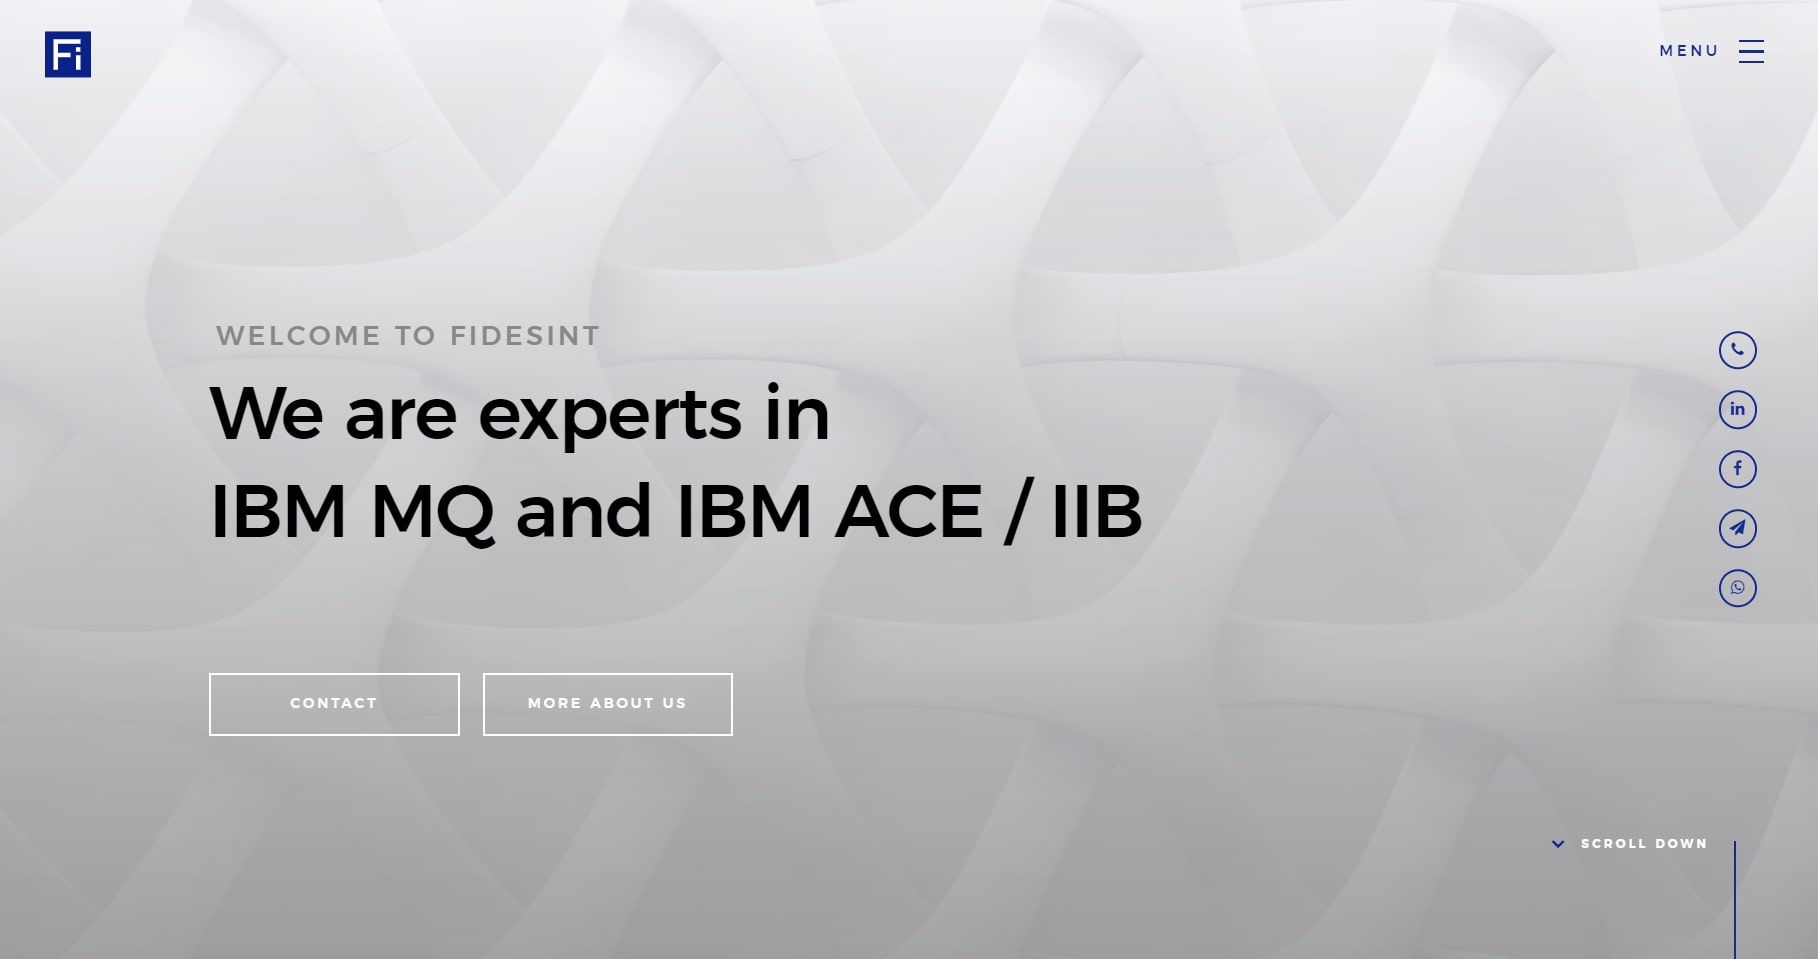 Fi
MENU
WELCOME TO FIDESINT
We are experts in
IBM MQ and IBM ACE / IIB
in
f
CONTACT
MORE ABOUT US
SCROLL DOWN